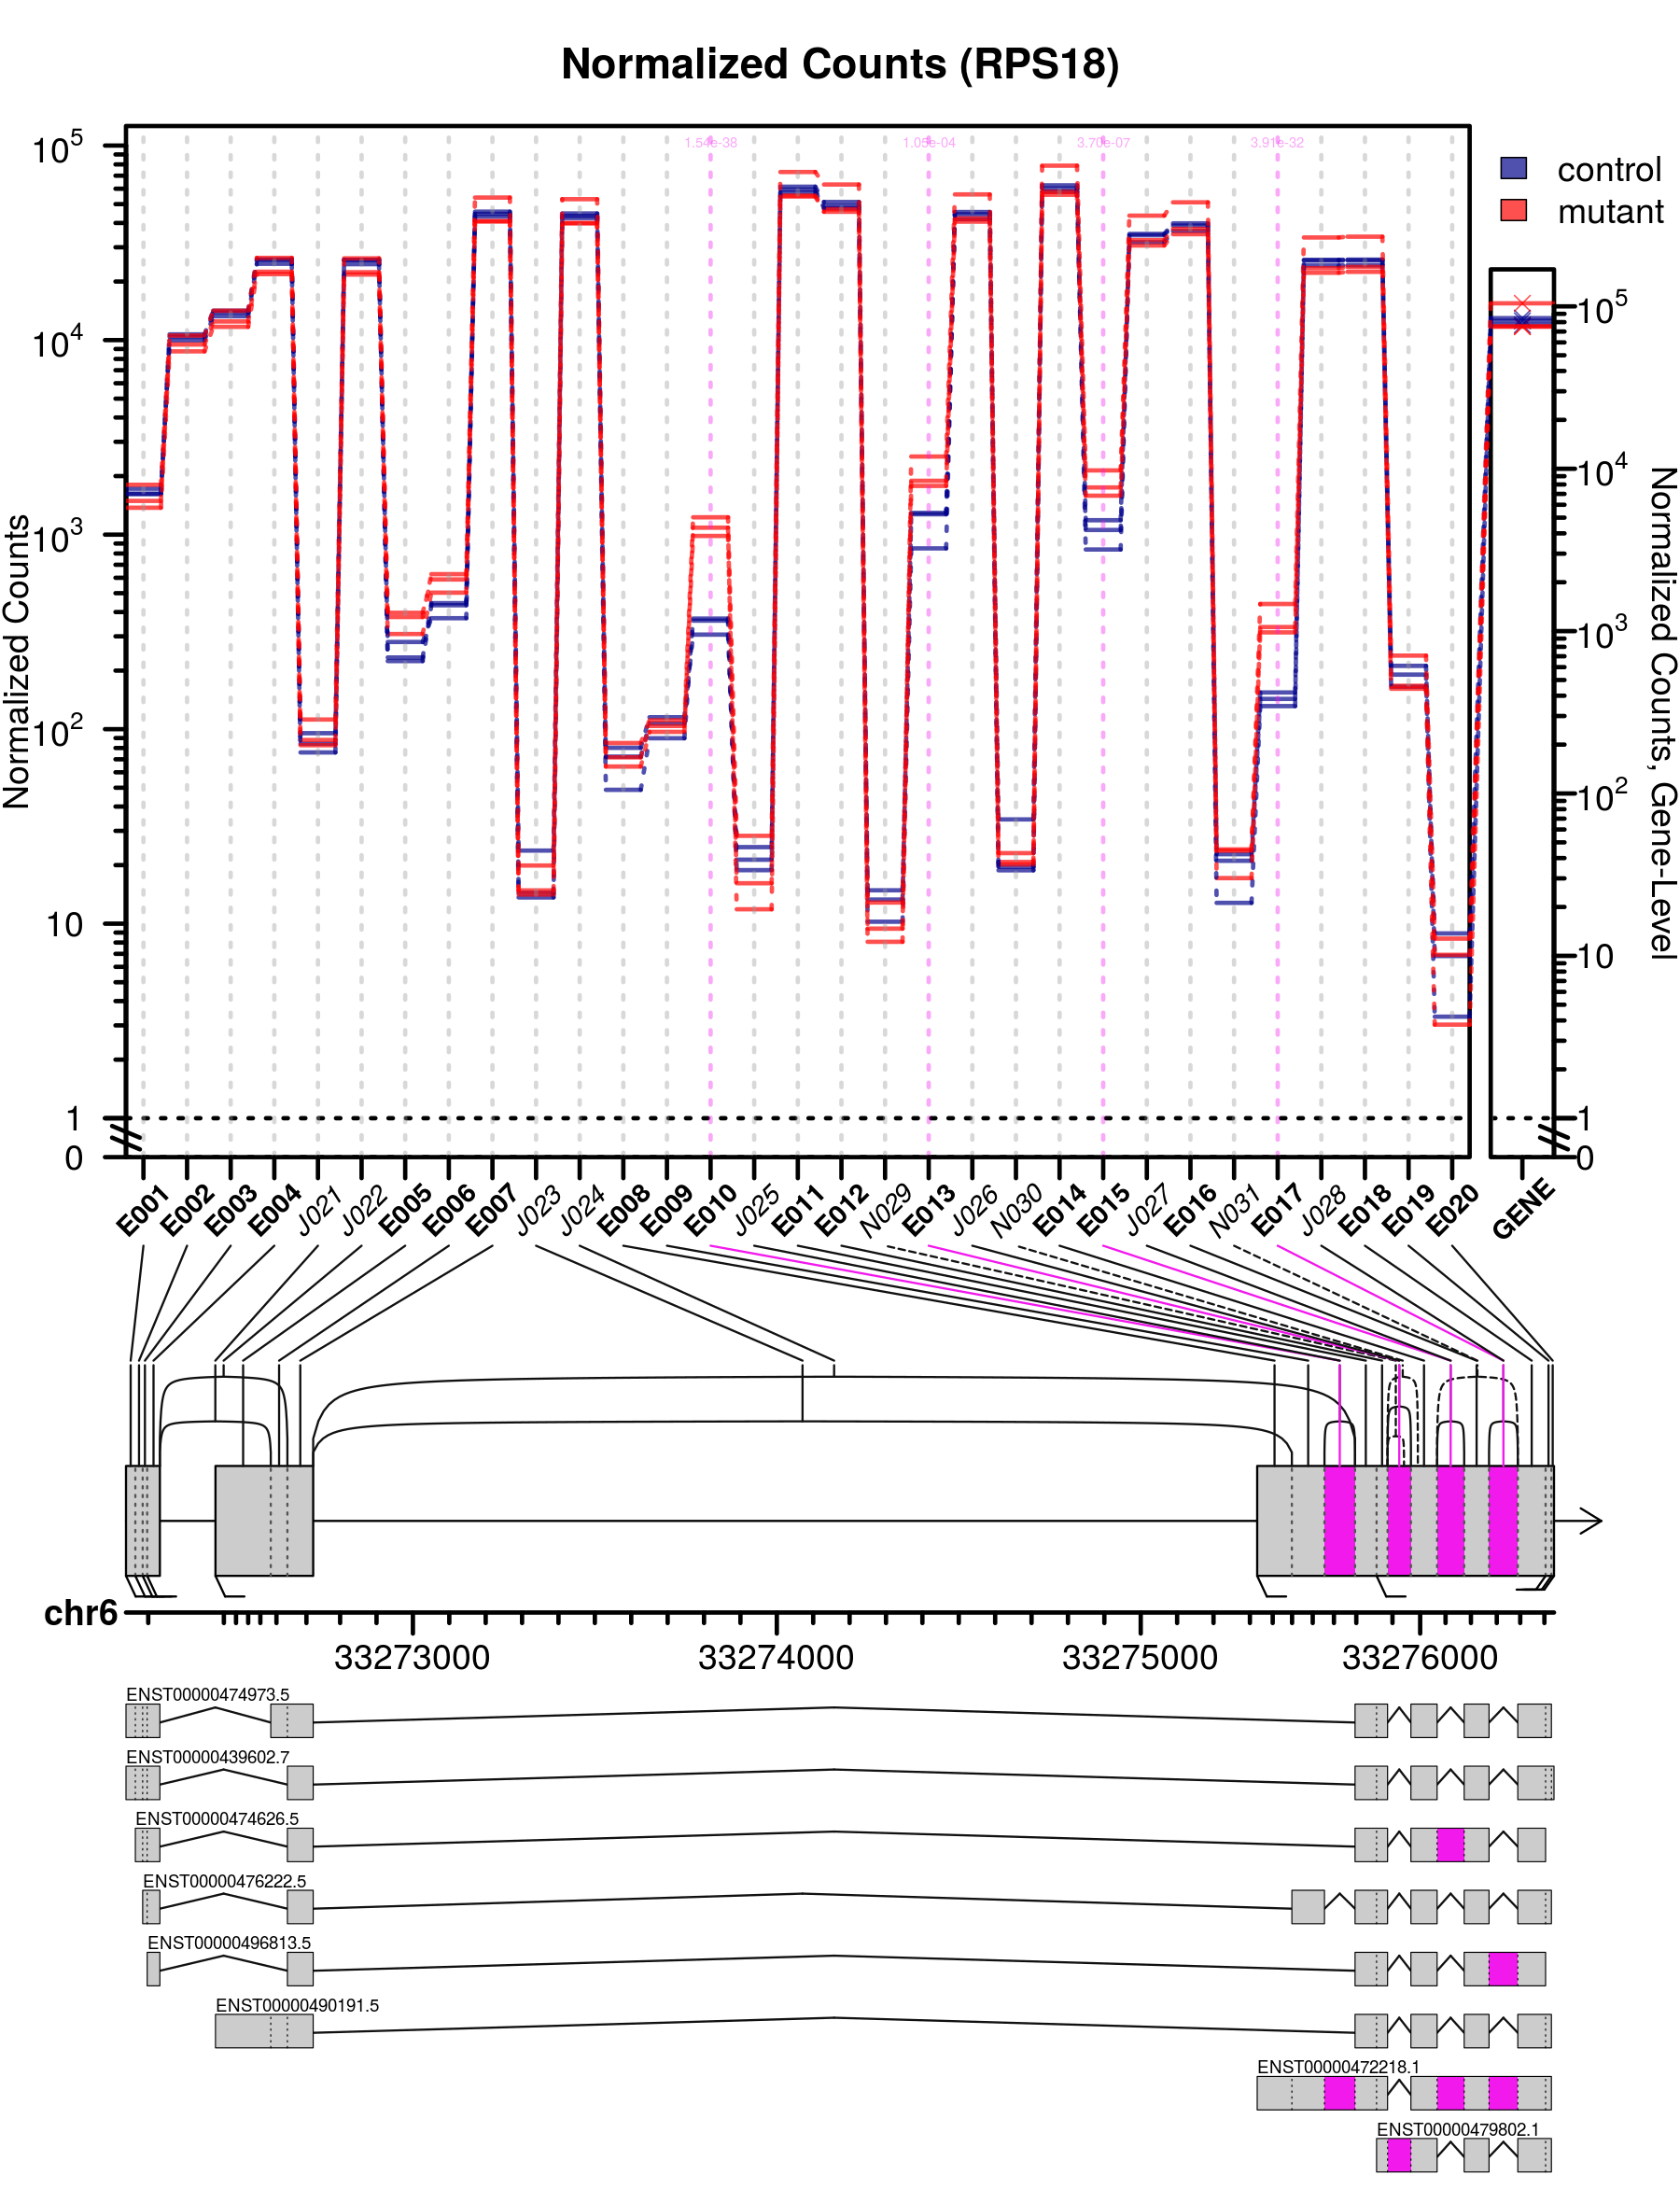 Normalized Counts (RPS18)
10^5
10^4
10^3
10^2
10
1
0
Normalized Counts
1.54e-38
1.05e-04
3.70e-07
3.91e-32
control
mutant
10^5
10^4
10^3
10^2
10
1
0
Normalized Counts, Gene-Level
E001 E002 E003 E004 J021 J022 E005 E006 E007 J023 J024 E008 E009 E010 J025 E011 E012 N029 E013 J026 N030 E014 E015 J027 E016 N031 E017 J028 E018 E019 E020 GENE
chr6
33273000 33274000 33275000 33276000
ENST00000474973.5
ENST00000439602.7
ENST00000474626.5
ENST00000476222.5
ENST00000496813.5
ENST00000490191.5
ENST00000472218.1
ENST00000479802.1